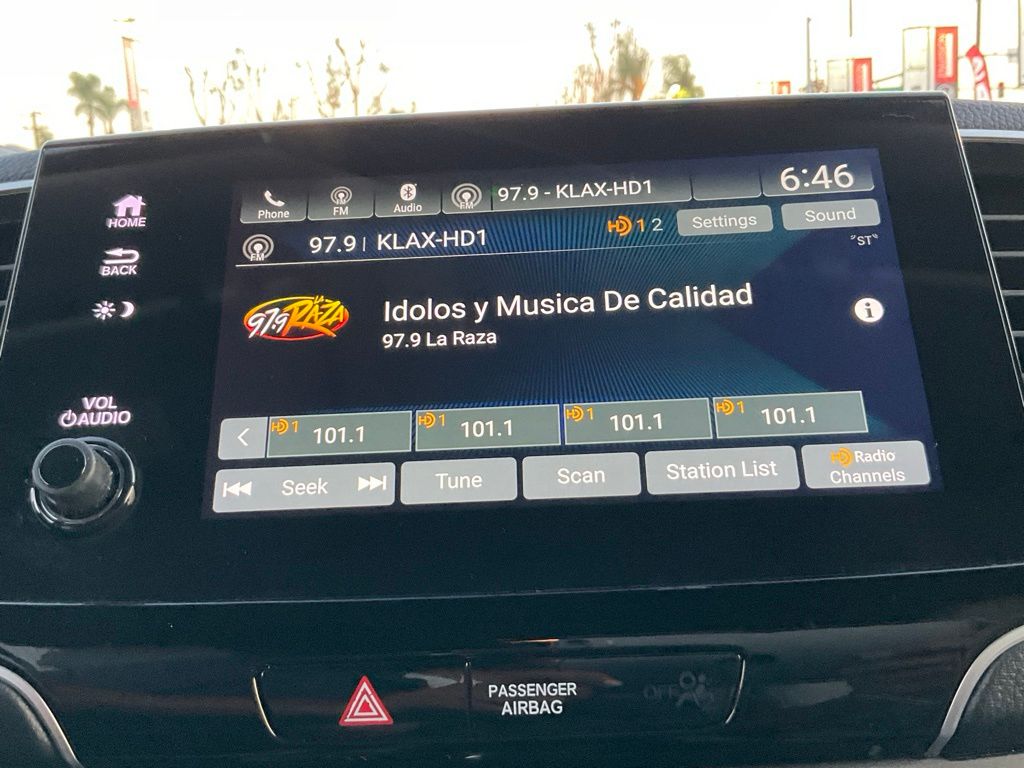 HOME
BACK
VOL
AUDIO
Phone
FM
Audio
FM
97.9 - KLAX-HD1
6:46
FM
97.9 | KLAX-HD1
HD 1 2
Settings
Sound
"ST"
97.9 LA RAZA
Idolos y Musica De Calidad
97.9 La Raza
i
HD 1 101.1
HD 1 101.1
HD 1 101.1
HD 1 101.1
Seek
Tune
Scan
Station List
HD Radio
Channels
PASSENGER
AIRBAG
OFF